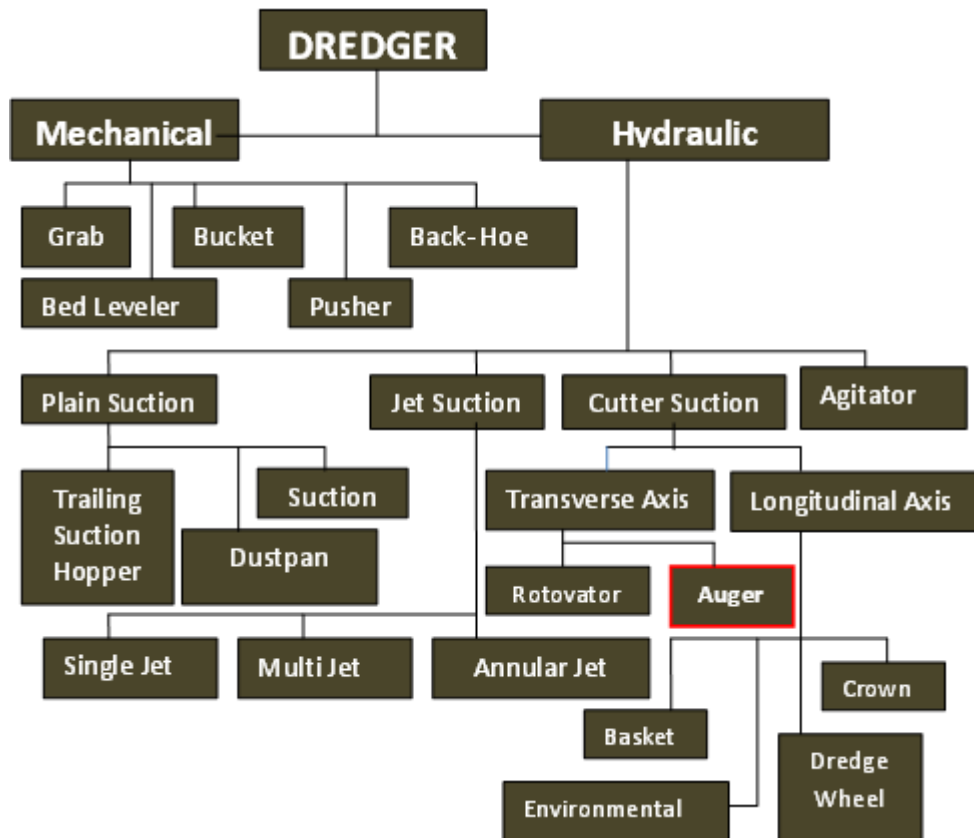 DREDGER
Mechanical
Hydraulic
Grab
Bucket
Back-Hoe
Bed Leveler
Pusher
Plain Suction
Jet Suction
Cutter Suction
Agitator
Trailing
Suction
Hopper
Suction
Dustpan
Transverse Axis
Longitudinal Axis
Rotovator
Auger
Single Jet
Multi Jet
Annular Jet
Crown
Basket
Dredge
Wheel
Environmental